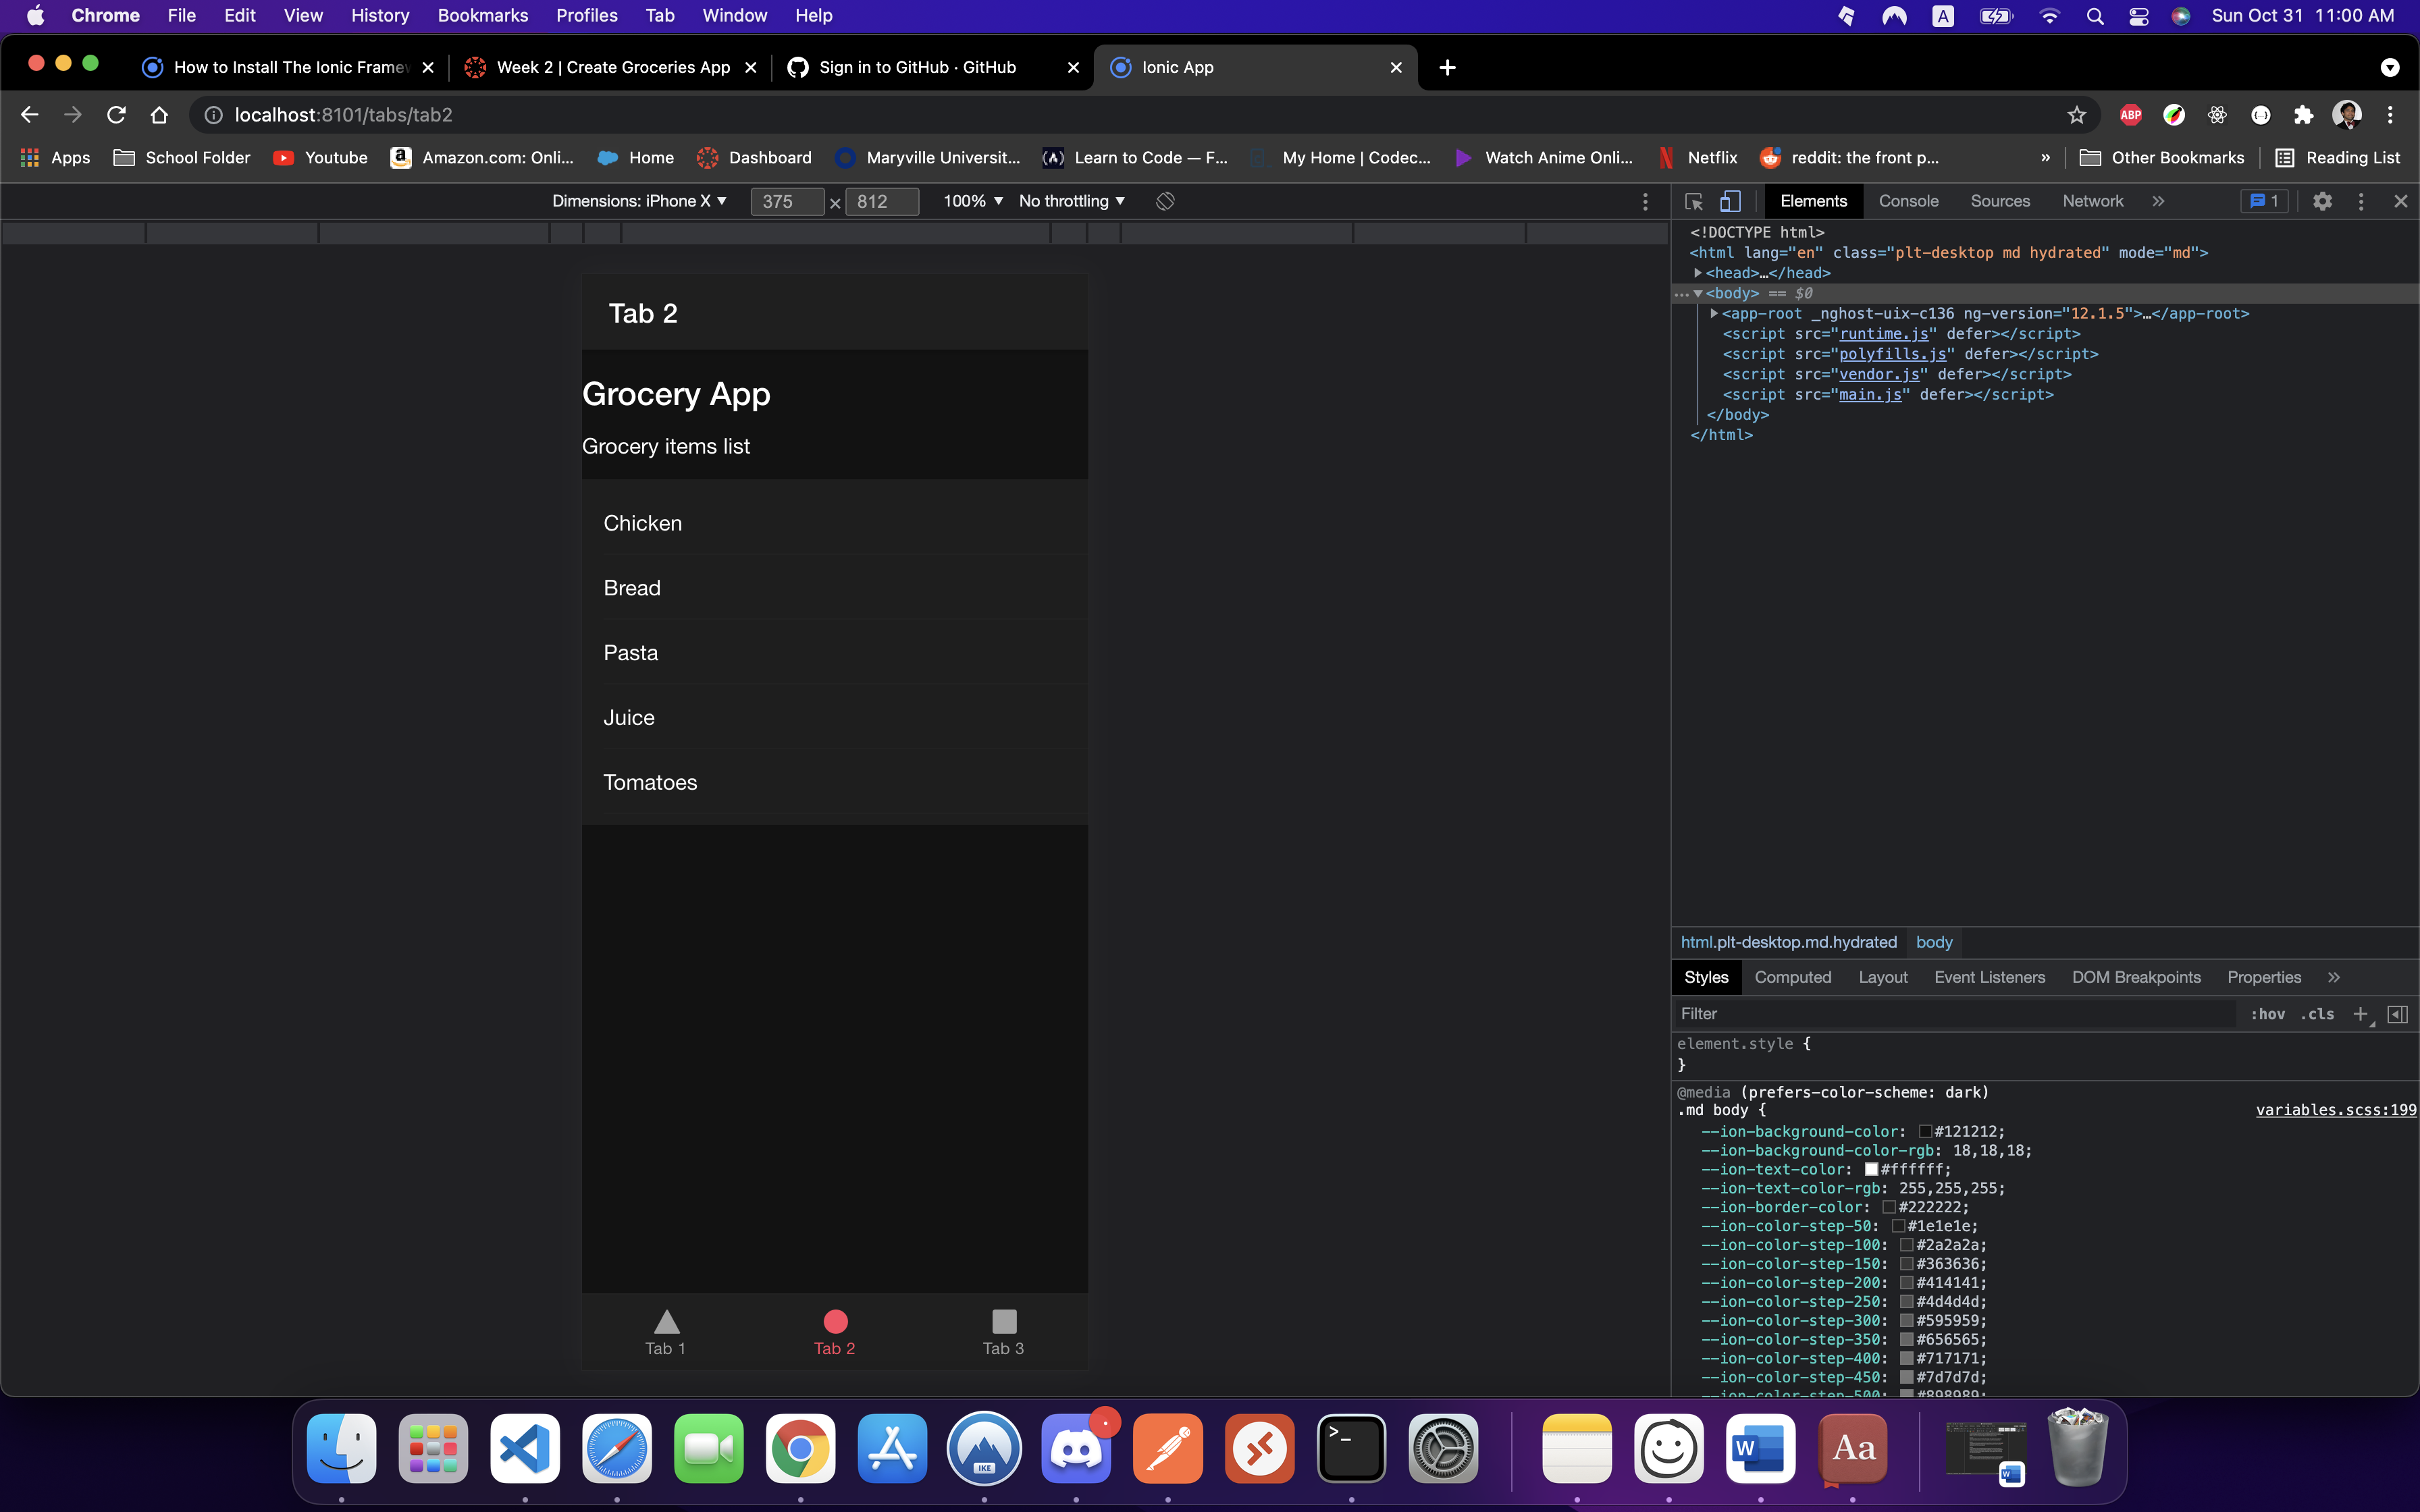 Chrome File Edit View History Bookmarks Profiles Tab Window Help A Sun Oct 31 11:00 AM
How to Install The Ionic Framew Week 2 | Create Groceries App Sign in to GitHub · GitHub Ionic App
localhost:8101/tabs/tab2 ABP
Apps School Folder Youtube Amazon.com: Onli... Home Dashboard Maryville Universit... Learn to Code — F... My Home | Codec... Watch Anime Onli... Netflix reddit: the front p... » Other Bookmarks Reading List
Dimensions: iPhone X ▼ 375 × 812 100% ▼ No throttling ▼
Elements Console Sources Network » 1
<!DOCTYPE html>
<html lang="en" class="plt-desktop md hydrated" mode="md">
▶<head>…</head>
…▼<body> == $0
▶<app-root _nghost-uix-c136 ng-version="12.1.5">…</app-root>
<script src="runtime.js" defer></script>
<script src="polyfills.js" defer></script>
<script src="vendor.js" defer></script>
<script src="main.js" defer></script>
</body>
</html>
Tab 2
Grocery App
Grocery items list
Chicken
Bread
Pasta
Juice
Tomatoes
Tab 1 Tab 2 Tab 3
html.plt-desktop.md.hydrated body
Styles Computed Layout Event Listeners DOM Breakpoints Properties »
Filter :hov .cls +
element.style {
}
@media (prefers-color-scheme: dark)
.md body { variables.scss:199
--ion-background-color: #121212;
--ion-background-color-rgb: 18,18,18;
--ion-text-color: #ffffff;
--ion-text-color-rgb: 255,255,255;
--ion-border-color: #222222;
--ion-color-step-50: #1e1e1e;
--ion-color-step-100: #2a2a2a;
--ion-color-step-150: #363636;
--ion-color-step-200: #414141;
--ion-color-step-250: #4d4d4d;
--ion-color-step-300: #595959;
--ion-color-step-350: #656565;
--ion-color-step-400: #717171;
--ion-color-step-450: #7d7d7d;
--ion-color-step-500: #898989;
IKE >_ W Aa W